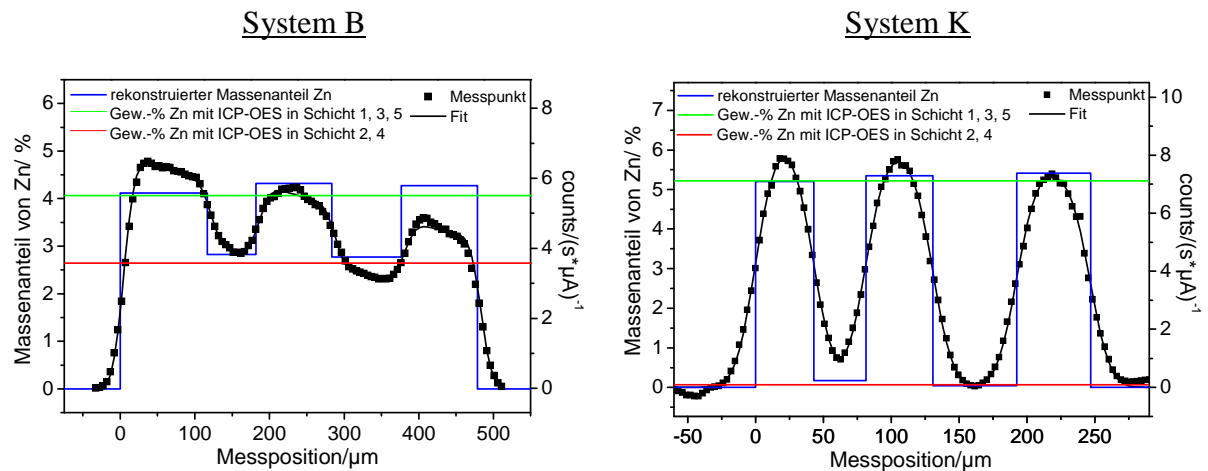 System B
System K
rekonstruierter Massenanteil Zn
Gew.-% Zn mit ICP-OES in Schicht 1, 3, 5
Gew.-% Zn mit ICP-OES in Schicht 2, 4
Messpunkt
Fit
6
5
4
3
2
1
0
Massenanteil von Zn/ %
8
6
4
2
0
counts/(s*µA)⁻¹
0
100
200
300
400
500
Messposition/µm
rekonstruierter Massenanteil Zn
Gew.-% Zn mit ICP-OES in Schicht 1, 3, 5
Gew.-% Zn mit ICP-OES in Schicht 2, 4
Messpunkt
Fit
7
6
5
4
3
2
1
0
Massenanteil von Zn/ %
10
8
6
4
2
0
counts/(s*µA)⁻¹
-50
0
50
100
150
200
250
Messposition/µm